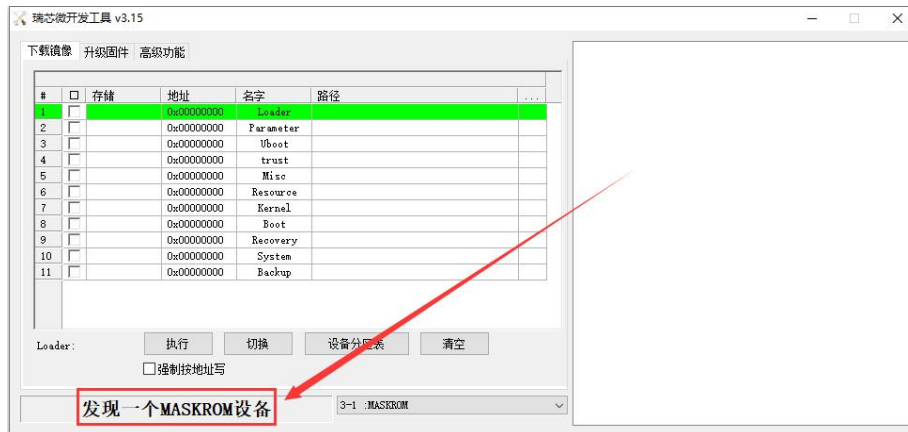 瑞芯微开发工具 v3.15
下载镜像 升级固件 高级功能
# 存储 地址 名字 路径 ...
1 0x00000000 Loader
2 0x00000000 Parameter
3 0x00000000 Uboot
4 0x00000000 trust
5 0x00000000 Misc
6 0x00000000 Resource
7 0x00000000 Kernel
8 0x00000000 Boot
9 0x00000000 Recovery
10 0x00000000 System
11 0x00000000 Backup
Loader: 执行 切换 设备分区表 清空
强制按地址写
发现一个MASKROM设备 3-1 :MASKROM